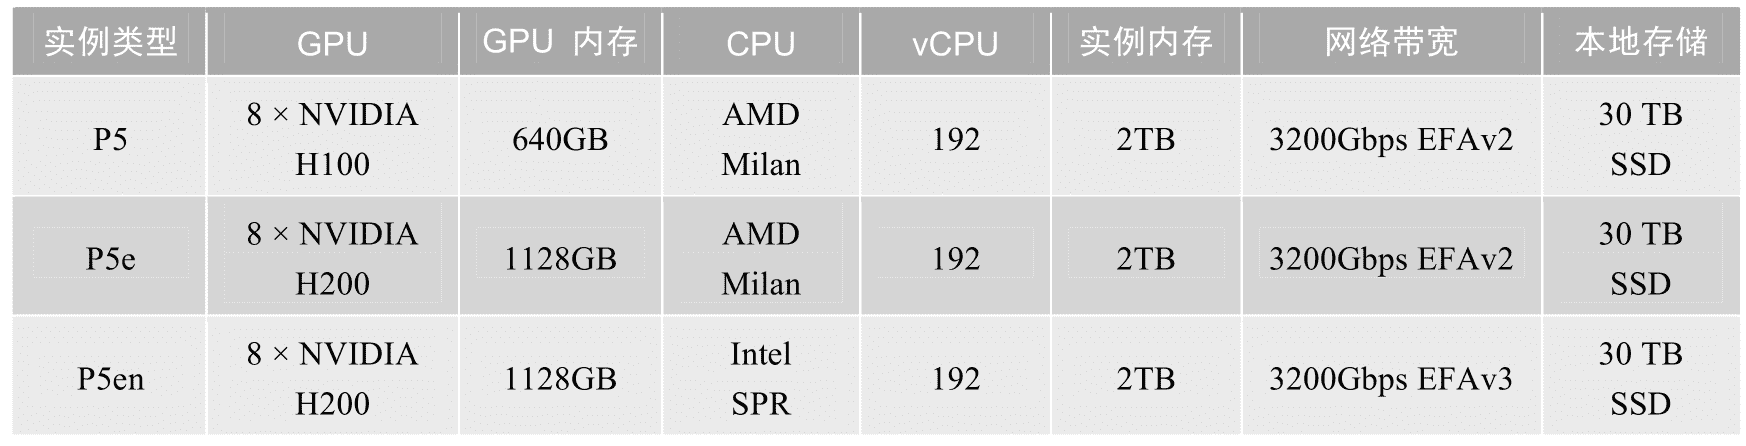 实例类型 GPU GPU 内存 CPU vCPU 实例内存 网络带宽 本地存储
P5 8 × NVIDIA H100 640GB AMD Milan 192 2TB 3200Gbps EFAv2 30 TB SSD
P5e 8 × NVIDIA H200 1128GB AMD Milan 192 2TB 3200Gbps EFAv2 30 TB SSD
P5en 8 × NVIDIA H200 1128GB Intel SPR 192 2TB 3200Gbps EFAv3 30 TB SSD